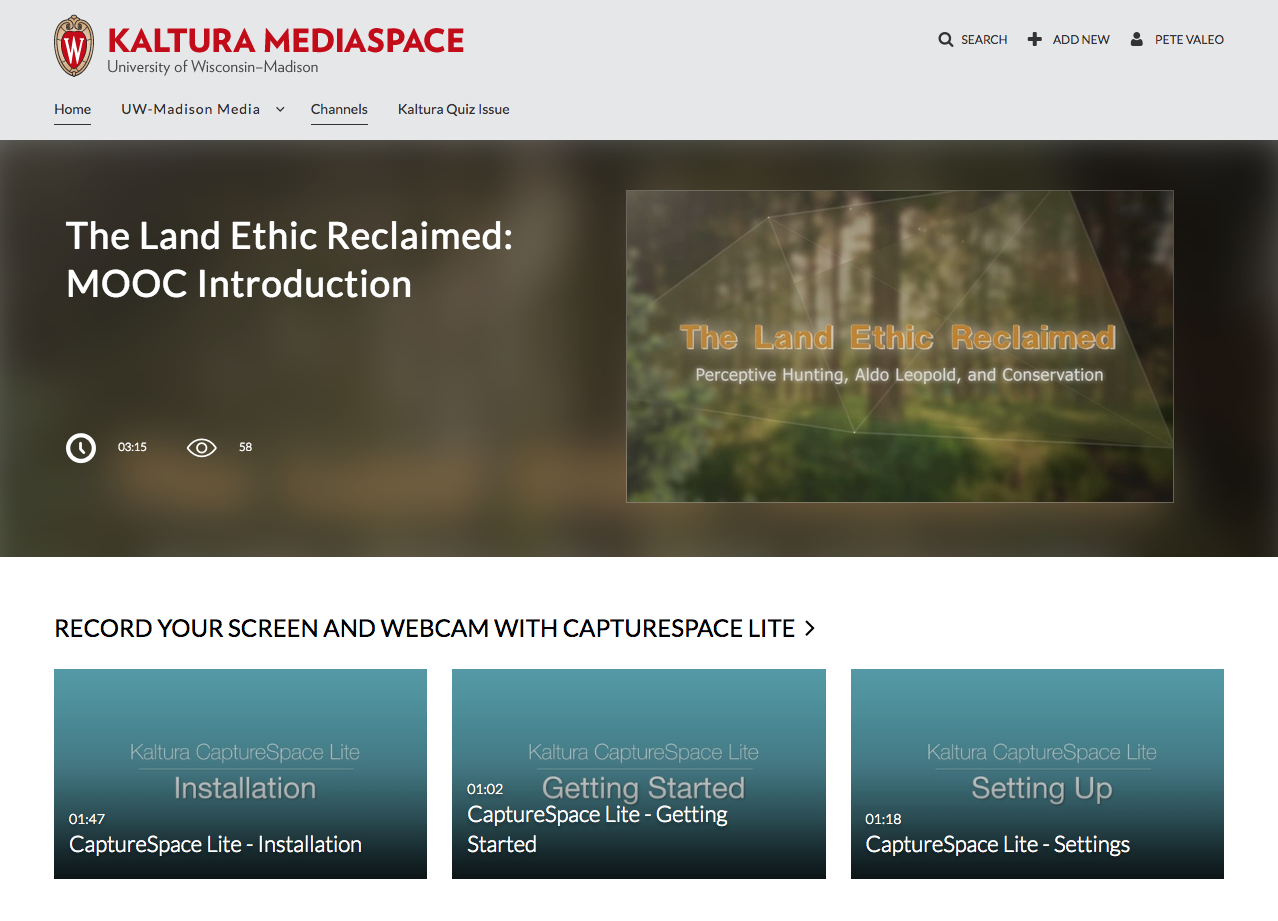 W
KALTURA MEDIASPACE
University of Wisconsin–Madison
SEARCH
ADD NEW
PETE VALEO
Home
UW-Madison Media
Channels
Kaltura Quiz Issue
The Land Ethic Reclaimed:
MOOC Introduction
03:15
58
The Land Ethic Reclaimed
Perceptive Hunting, Aldo Leopold, and Conservation
RECORD YOUR SCREEN AND WEBCAM WITH CAPTURESPACE LITE
Kaltura CaptureSpace Lite
Installation
01:47
CaptureSpace Lite - Installation
Kaltura CaptureSpace Lite
Getting Started
01:02
CaptureSpace Lite - Getting
Started
Kaltura CaptureSpace Lite
Setting Up
01:18
CaptureSpace Lite - Settings